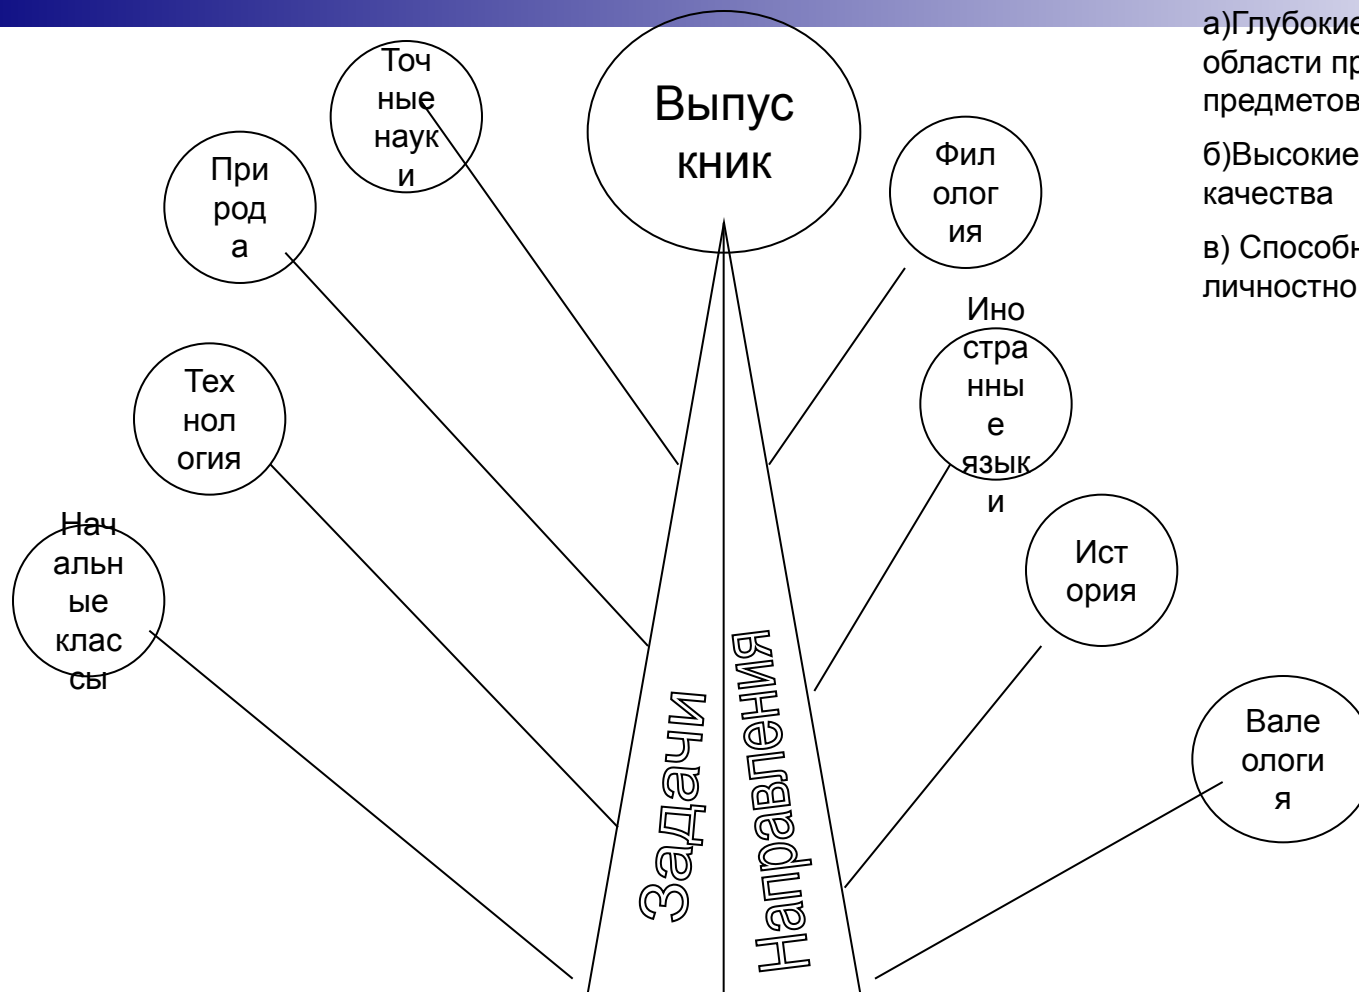 Выпус
кник
Точ
ные
наук
и
При
род
а
Тех
нол
огия
Нач
альн
ые
клас
сы
Фил
олог
ия
Ино
стра
нны
е
язык
и
Ист
ория
Вале
ологи
я
Задачи
Направления
а)Глубокие
области пр
предметов
б)Высокие
качества
в) Способн
личностно